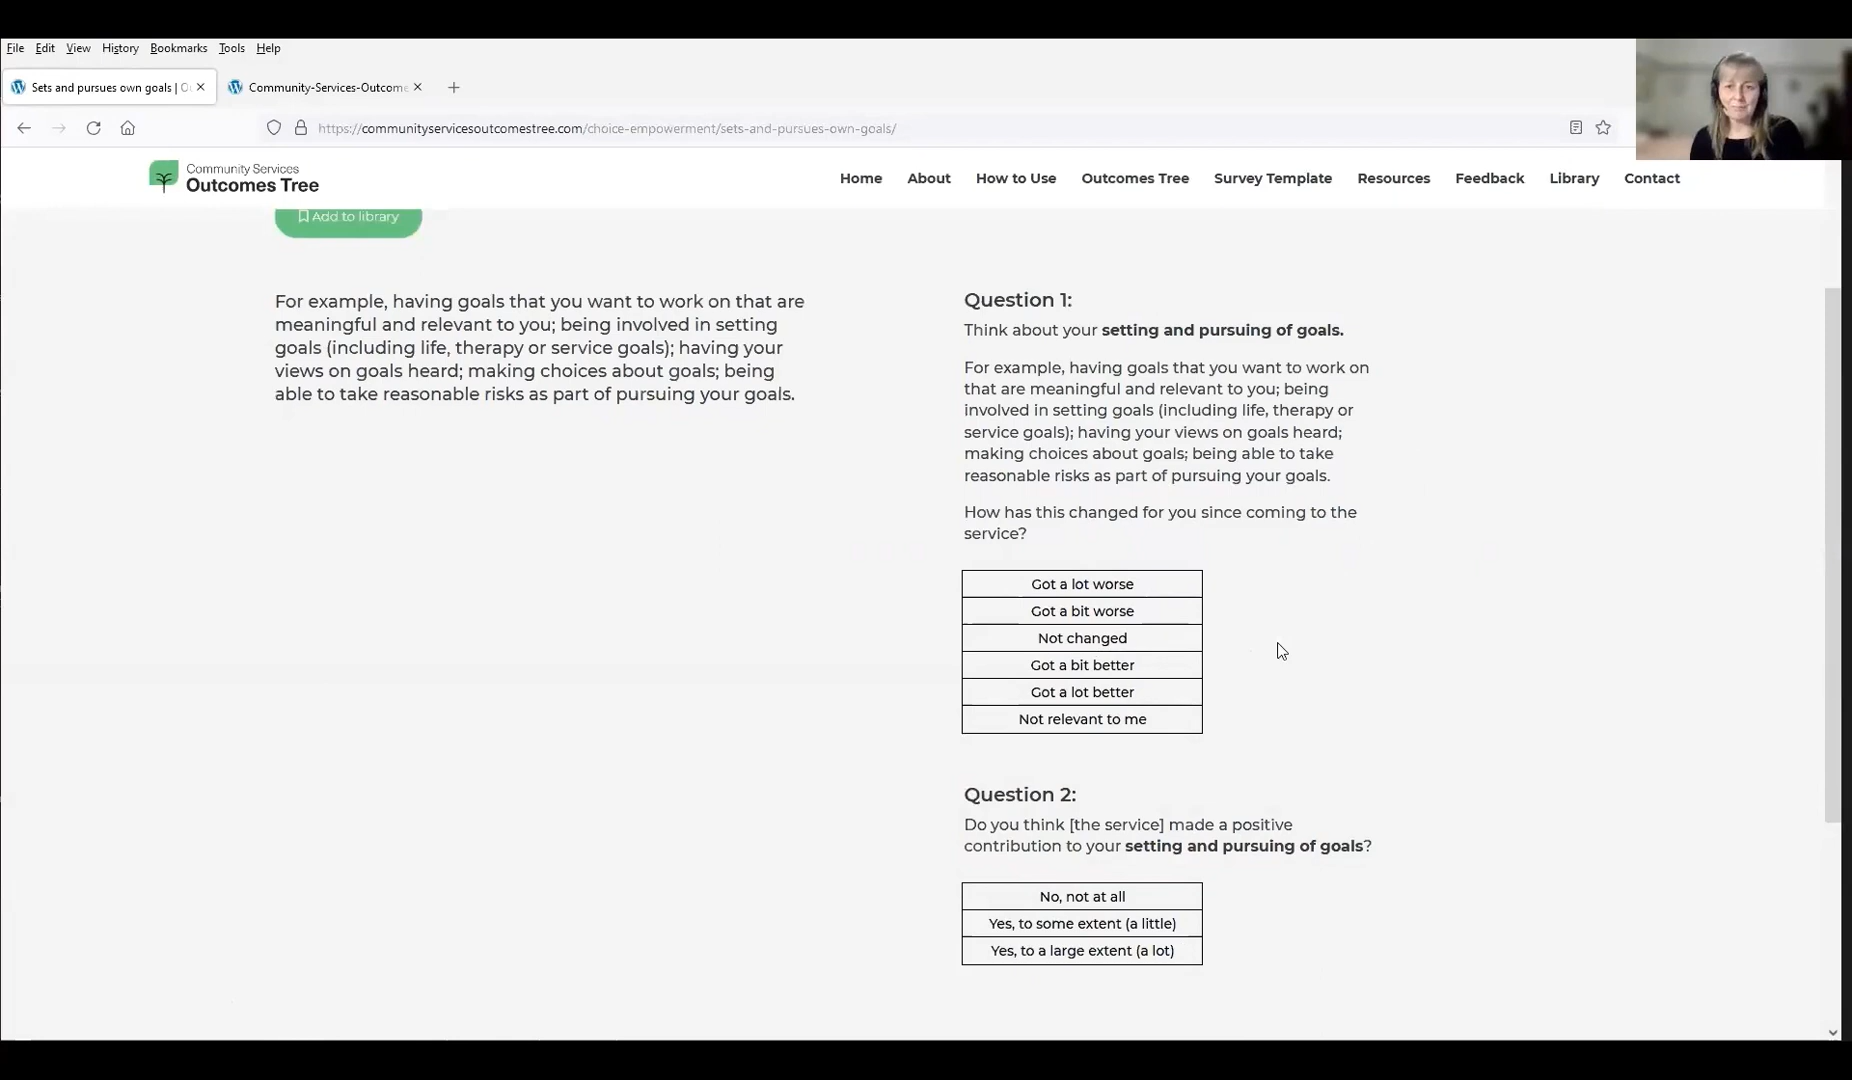 File Edit View History Bookmarks Tools Help
Sets and pursues own goals | O
Community-Services-Outcome
https://communityservicesoutcomestree.com/choice-empowerment/sets-and-pursues-own-goals/
Community Services
Outcomes Tree
Home About How to Use Outcomes Tree Survey Template Resources Feedback Library Contact
Add to library
For example, having goals that you want to work on that are
meaningful and relevant to you; being involved in setting
goals (including life, therapy or service goals); having your
views on goals heard; making choices about goals; being
able to take reasonable risks as part of pursuing your goals.
Question 1:
Think about your setting and pursuing of goals.
For example, having goals that you want to work on
that are meaningful and relevant to you; being
involved in setting goals (including life, therapy or
service goals); having your views on goals heard;
making choices about goals; being able to take
reasonable risks as part of pursuing your goals.
How has this changed for you since coming to the
service?
Got a lot worse
Got a bit worse
Not changed
Got a bit better
Got a lot better
Not relevant to me
Question 2:
Do you think [the service] made a positive
contribution to your setting and pursuing of goals?
No, not at all
Yes, to some extent (a little)
Yes, to a large extent (a lot)